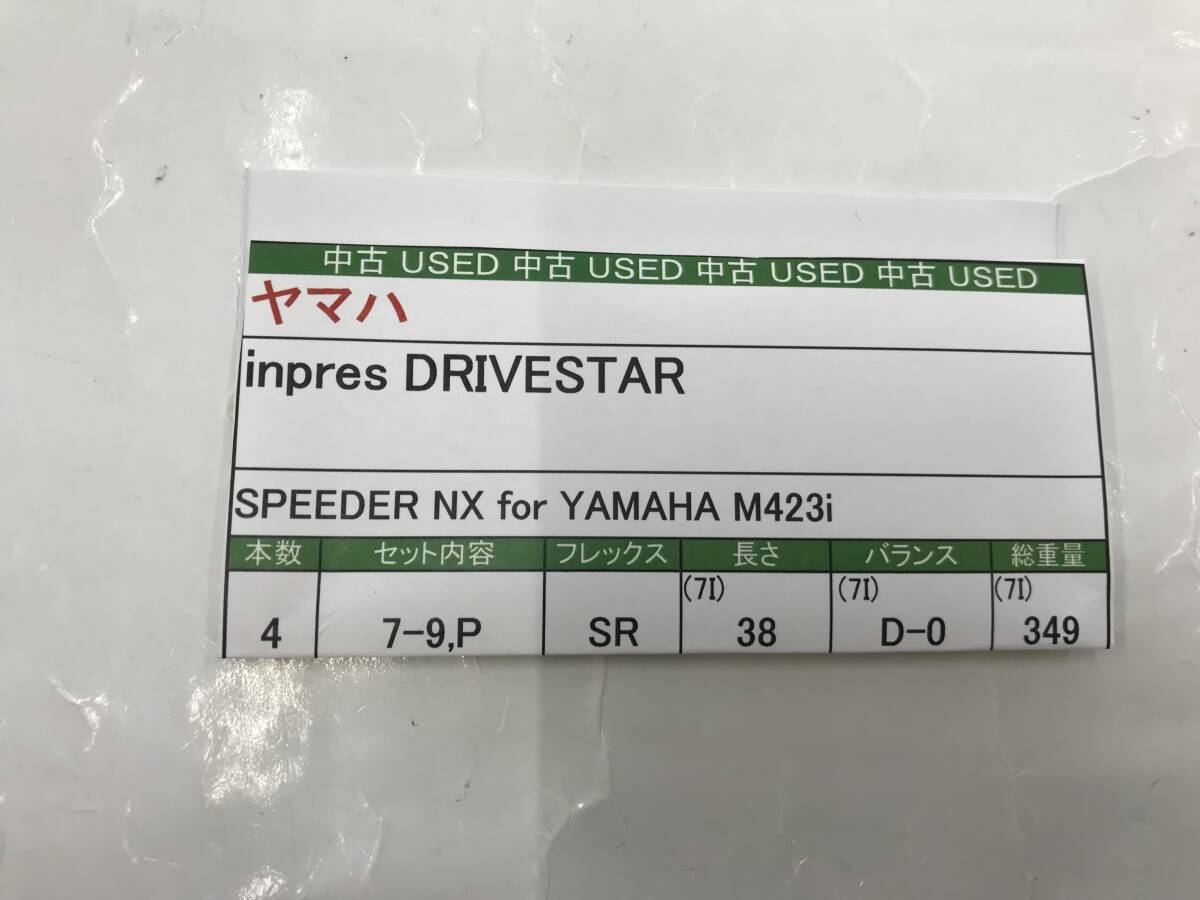 中古 USED 中古 USED 中古 USED 中古 USED
ヤマハ
inpres DRIVESTAR
SPEEDER NX for YAMAHA M423i
本数 セット内容 フレックス 長さ バランス 総重量
(7I) (7I) (7I)
4 7-9,P SR 38 D-0 349